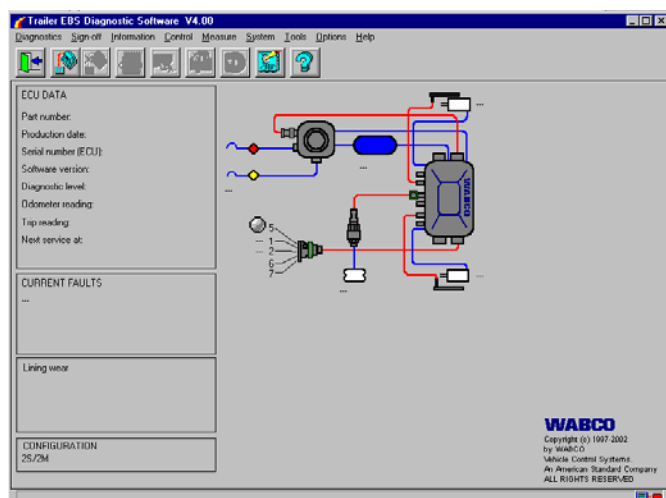 Trailer EBS Diagnostic Software V4.00
Diagnostics Sign-off Information Control Measure System Tools Options Help
ECU DATA
Part number:
Production date:
Serial number (ECU):
Software version:
Diagnostic level:
Odometer reading:
Trip reading:
Next service at:
CURRENT FAULTS
...
Lining wear
CONFIGURATION
2S/2M
...
...
...
5
... 1
... 2
6
7
...
...
WABCO
WABCO
Copyright (c) 1997-2002
by WABCO
Vehicle Control Systems.
An American Standard Company
ALL RIGHTS RESERVED